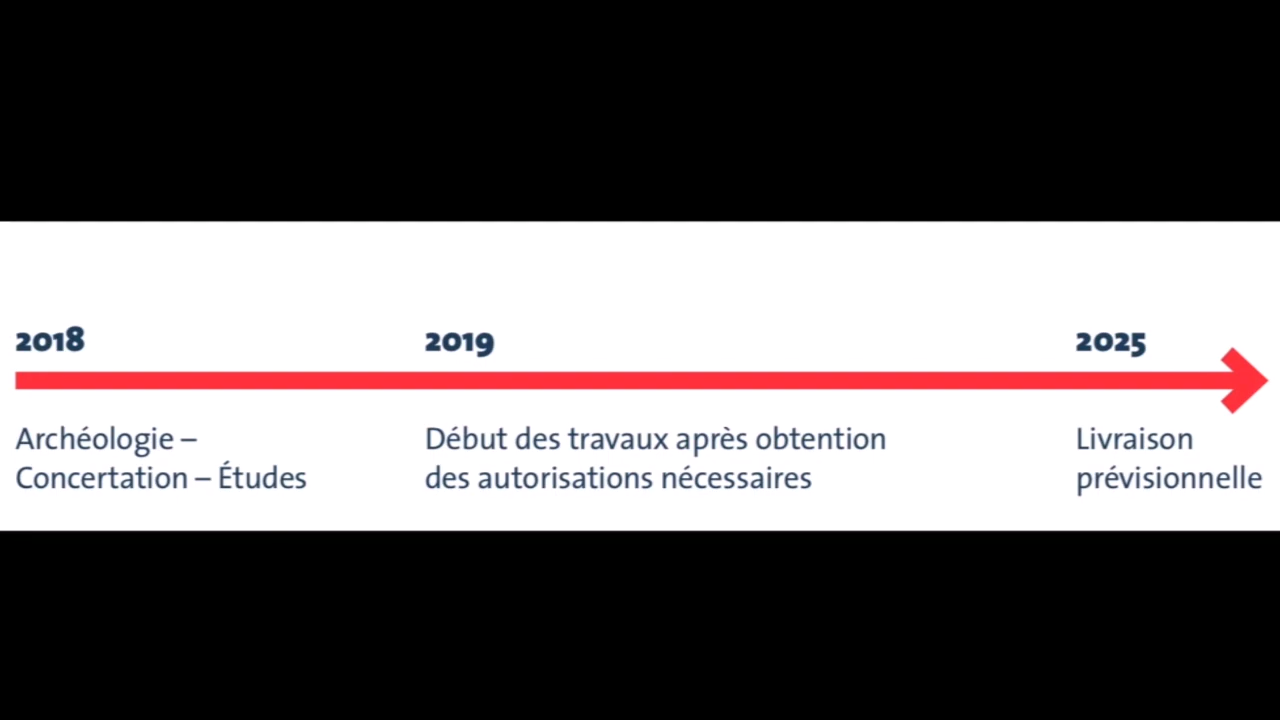 2018
Archéologie –
Concertation – Études
2019
Début des travaux après obtention
des autorisations nécessaires
2025
Livraison
prévisionnelle